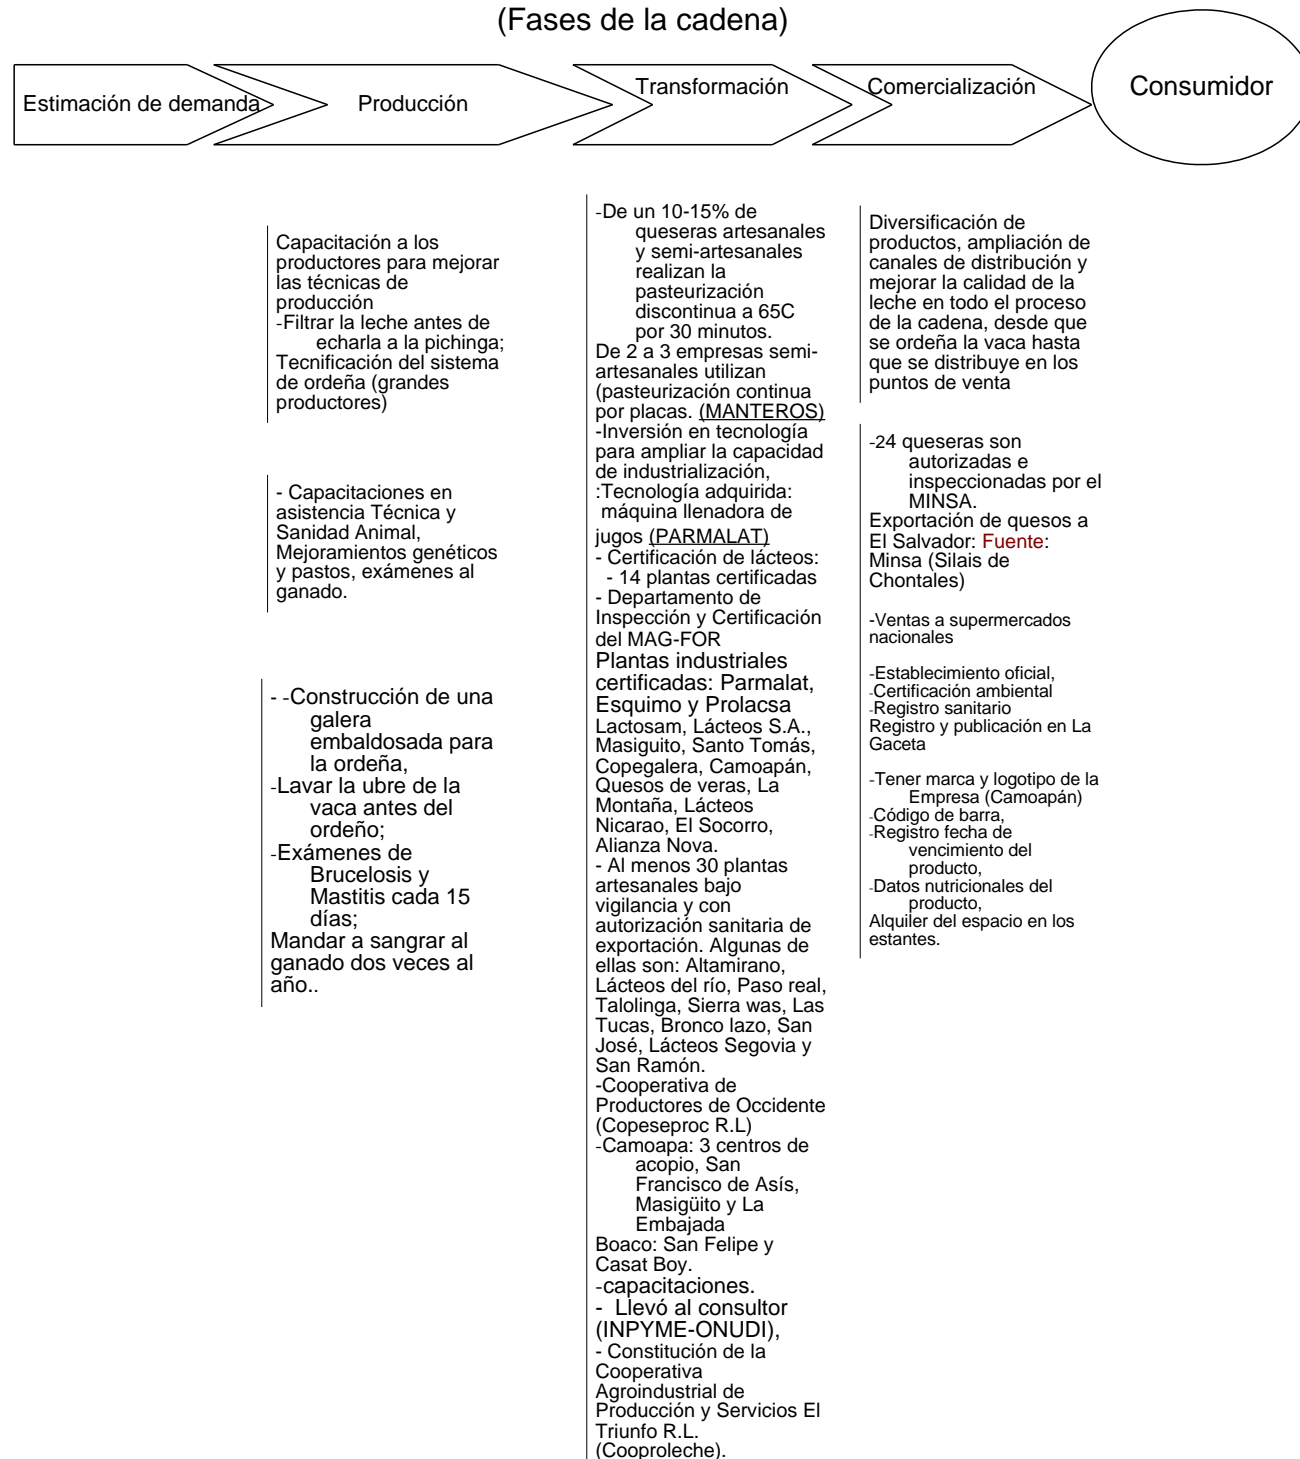 (Fases de la cadena)
Estimación de demanda
Producción
Transformación
Comercialización
Consumidor
Capacitación a los
productores para mejorar
las técnicas de
producción
-Filtrar la leche antes de
echarla a la pichinga;
Tecnificación del sistema
de ordeña (grandes
productores)
- Capacitaciones en
asistencia Técnica y
Sanidad Animal,
Mejoramientos genéticos
y pastos, exámenes al
ganado.
- -Construcción de una
galera
embaldosada para
la ordeña,
-Lavar la ubre de la
vaca antes del
ordeño;
-Exámenes de
Brucelosis y
Mastitis cada 15
días;
Mandar a sangrar al
ganado dos veces al
año..
-De un 10-15% de
queseras artesanales
y semi-artesanales
realizan la
pasteurización
discontinua a 65C
por 30 minutos.
De 2 a 3 empresas semi-
artesanales utilizan
(pasteurización continua
por placas. (MANTEROS)
-Inversión en tecnología
para ampliar la capacidad
de industrialización,
:Tecnología adquirida:
máquina llenadora de
jugos (PARMALAT)
- Certificación de lácteos:
- 14 plantas certificadas
- Departamento de
Inspección y Certificación
del MAG-FOR
Plantas industriales
certificadas: Parmalat,
Esquimo y Prolacsa
Lactosam, Lácteos S.A.,
Masiguito, Santo Tomás,
Copegalera, Camoapán,
Quesos de veras, La
Montaña, Lácteos
Nicarao, El Socorro,
Alianza Nova.
- Al menos 30 plantas
artesanales bajo
vigilancia y con
autorización sanitaria de
exportación. Algunas de
ellas son: Altamirano,
Lácteos del río, Paso real,
Talolinga, Sierra was, Las
Tucas, Bronco lazo, San
José, Lácteos Segovia y
San Ramón.
-Cooperativa de
Productores de Occidente
(Copeseproc R.L)
-Camoapa: 3 centros de
acopio, San
Francisco de Asís,
Masigüito y La
Embajada
Boaco: San Felipe y
Casat Boy.
-capacitaciones.
- Llevó al consultor
(INPYME-ONUDI),
- Constitución de la
Cooperativa
Agroindustrial de
Producción y Servicios El
Triunfo R.L.
(Cooproleche).
Diversificación de
productos, ampliación de
canales de distribución y
mejorar la calidad de la
leche en todo el proceso
de la cadena, desde que
se ordeña la vaca hasta
que se distribuye en los
puntos de venta
-24 queseras son
autorizadas e
inspeccionadas por el
MINSA.
Exportación de quesos a
El Salvador: Fuente:
Minsa (Silais de
Chontales)
-Ventas a supermercados
nacionales
-Establecimiento oficial,
-Certificación ambiental
-Registro sanitario
Registro y publicación en La
Gaceta
-Tener marca y logotipo de la
Empresa (Camoapán)
-Código de barra,
-Registro fecha de
vencimiento del
producto,
-Datos nutricionales del
producto,
Alquiler del espacio en los
estantes.